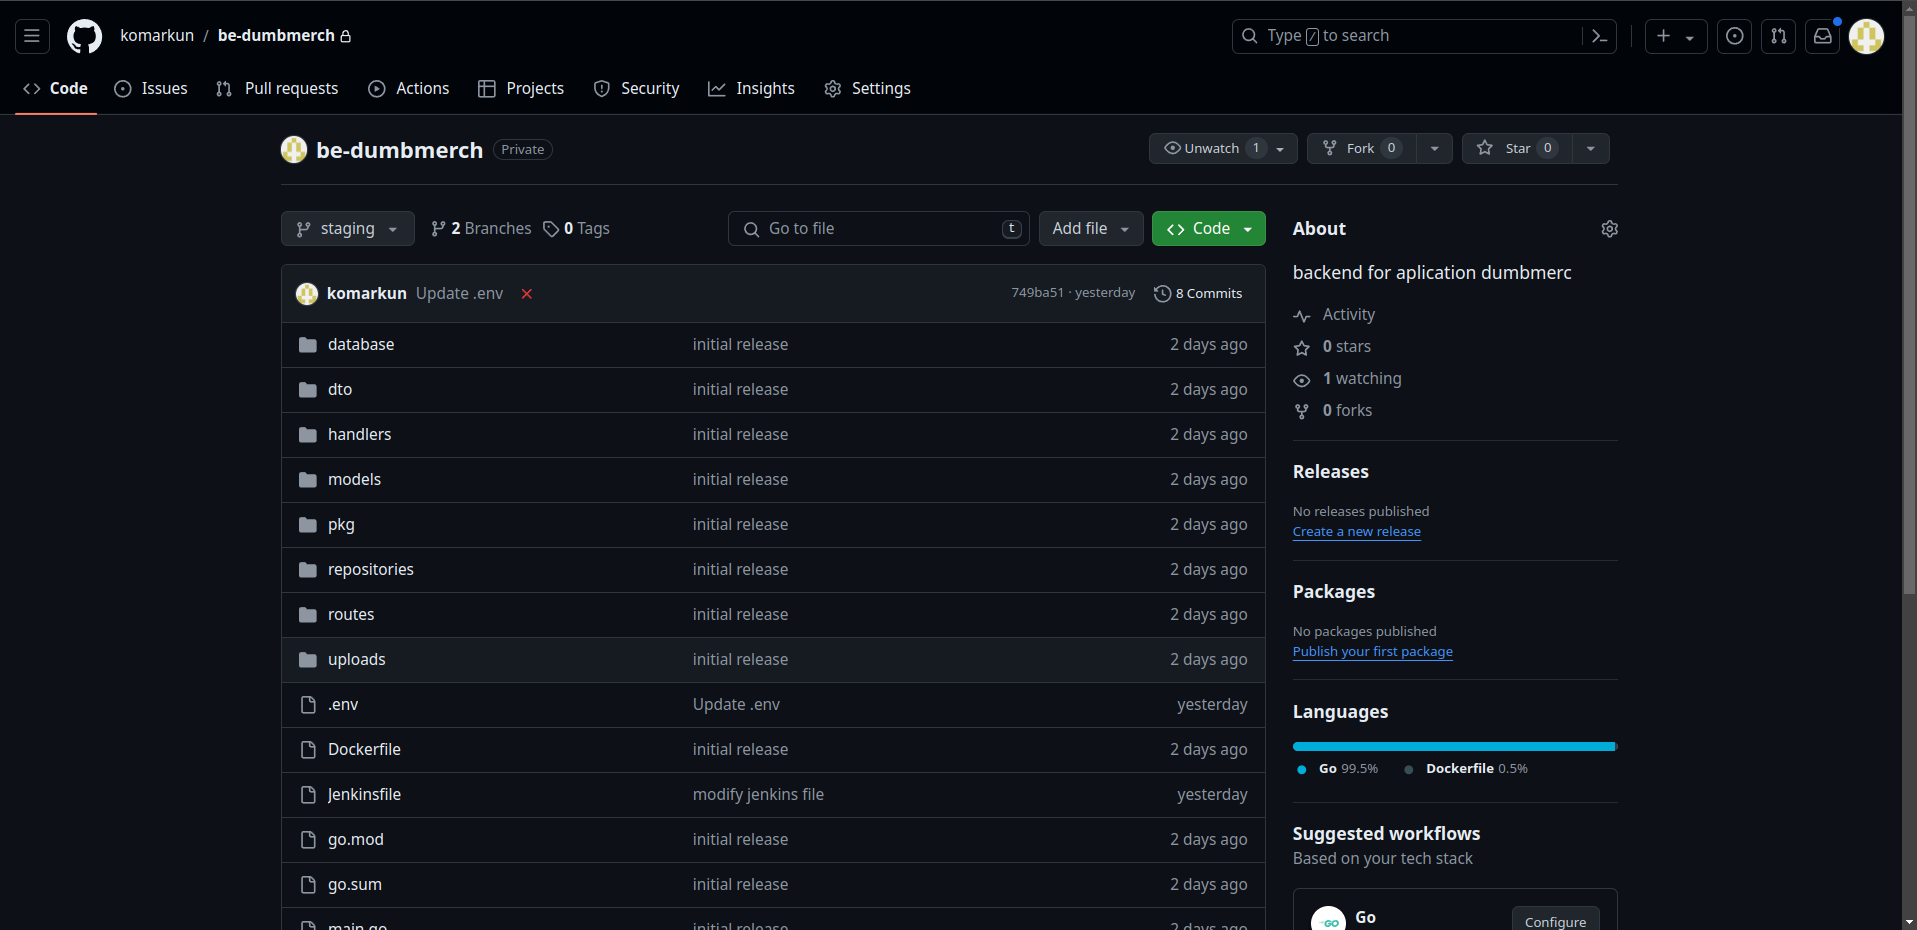 komarkun / be-dumbmerch
Type / to search
Code Issues Pull requests Actions Projects Security Insights Settings
be-dumbmerch Private
Unwatch 1 Fork 0 Star 0
staging 2 Branches 0 Tags
Go to file t Add file Code
komarkun Update .env 749ba51 · yesterday 8 Commits
database initial release 2 days ago
dto initial release 2 days ago
handlers initial release 2 days ago
models initial release 2 days ago
pkg initial release 2 days ago
repositories initial release 2 days ago
routes initial release 2 days ago
uploads initial release 2 days ago
.env Update .env yesterday
Dockerfile initial release 2 days ago
Jenkinsfile modify jenkins file yesterday
go.mod initial release 2 days ago
go.sum initial release 2 days ago
main.go initial release 2 days ago
About
backend for aplication dumbmerc
Activity
0 stars
1 watching
0 forks
Releases
No releases published
Create a new release
Packages
No packages published
Publish your first package
Languages
Go 99.5% Dockerfile 0.5%
Suggested workflows
Based on your tech stack
GO Go Configure